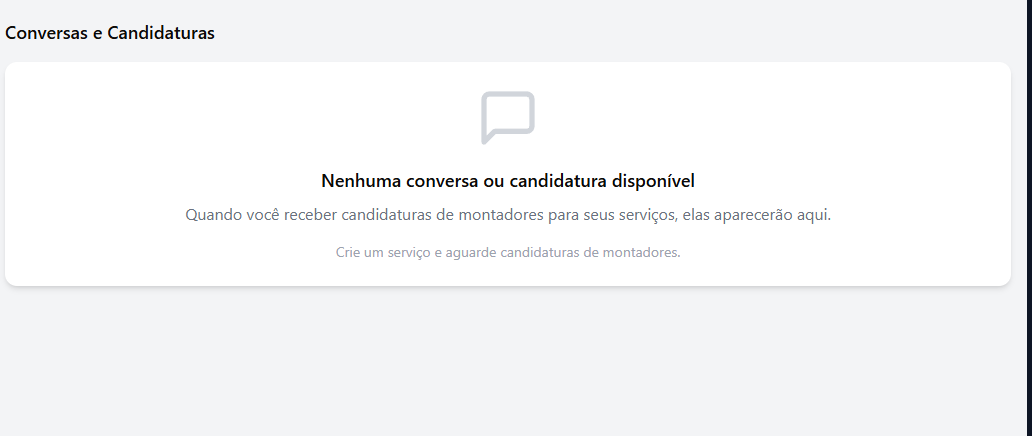 Conversas e Candidaturas
Nenhuma conversa ou candidatura disponível
Quando você receber candidaturas de montadores para seus serviços, elas aparecerão aqui.
Crie um serviço e aguarde candidaturas de montadores.